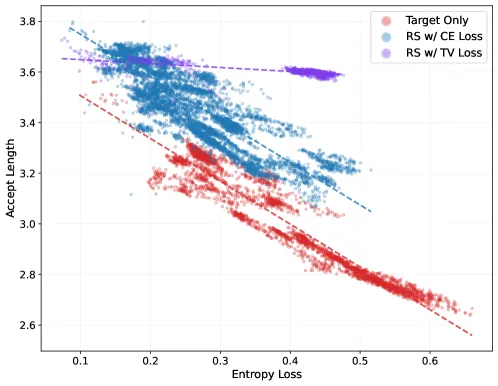 Target Only
RS w/ CE Loss
RS w/ TV Loss
3.8
3.6
3.4
3.2
3.0
2.8
2.6
Accept Length
0.1
0.2
0.3
0.4
0.5
0.6
Entropy Loss